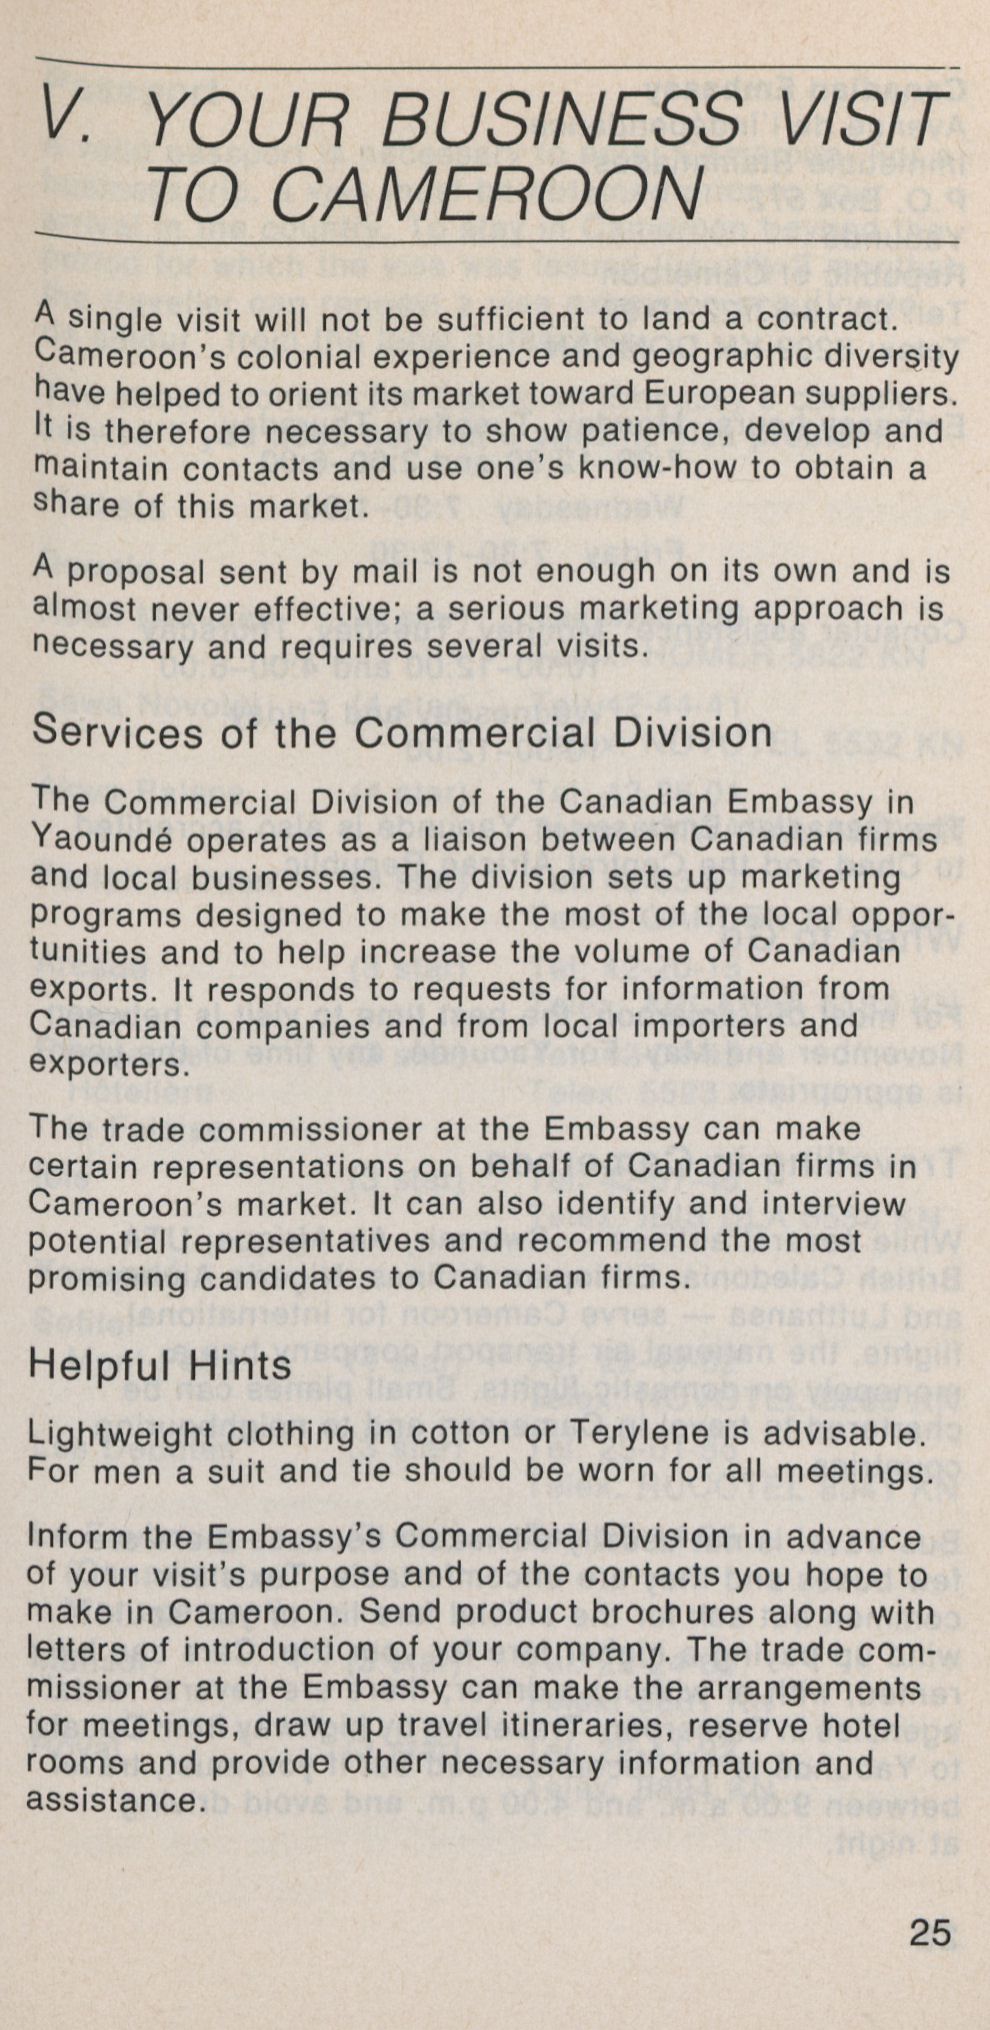 V. YOUR BUSINESS VISIT
TO CAMEROON
A single visit will not be sufficient to land a contract.
Cameroon's colonial experience and geographic diversity
have helped to orient its market toward European suppliers.
It is therefore necessary to show patience, develop and
maintain contacts and use one's know-how to obtain a
share of this market.
A proposal sent by mail is not enough on its own and is
almost never effective; a serious marketing approach is
necessary and requires several visits.
Services of the Commercial Division
The Commercial Division of the Canadian Embassy in
Yaoundé operates as a liaison between Canadian firms
and local businesses. The division sets up marketing
programs designed to make the most of the local oppor-
tunities and to help increase the volume of Canadian
exports. It responds to requests for information from
Canadian companies and from local importers and
exporters.
The trade commissioner at the Embassy can make
certain representations on behalf of Canadian firms in
Cameroon's market. It can also identify and interview
potential representatives and recommend the most
promising candidates to Canadian firms.
Helpful Hints
Lightweight clothing in cotton or Terylene is advisable.
For men a suit and tie should be worn for all meetings.
Inform the Embassy's Commercial Division in advance
of your visit's purpose and of the contacts you hope to
make in Cameroon. Send product brochures along with
letters of introduction of your company. The trade com-
missioner at the Embassy can make the arrangements
for meetings, draw up travel itineraries, reserve hotel
rooms and provide other necessary information and
assistance.
25